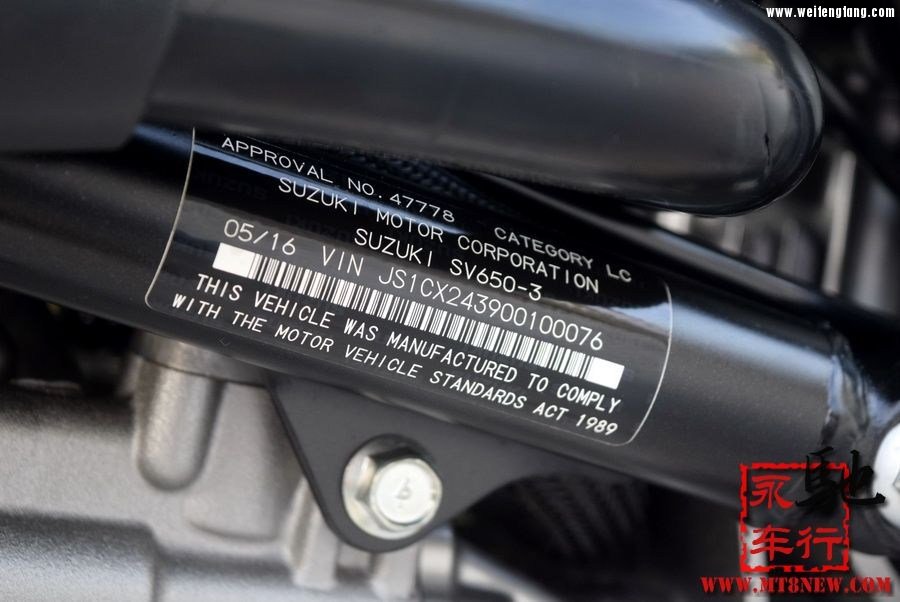 www.weifengtang.com
APPROVAL NO. 47778 CATEGORY LC
SUZUKI MOTOR CORPORATION
SUZUKI SV650-3
05/16 VIN JS1CX243900100076
THIS VEHICLE WAS MANUFACTURED TO COMPLY
WITH THE MOTOR VEHICLE STANDARDS ACT 1989
永驰
车行
WWW.MT8NEW.COM